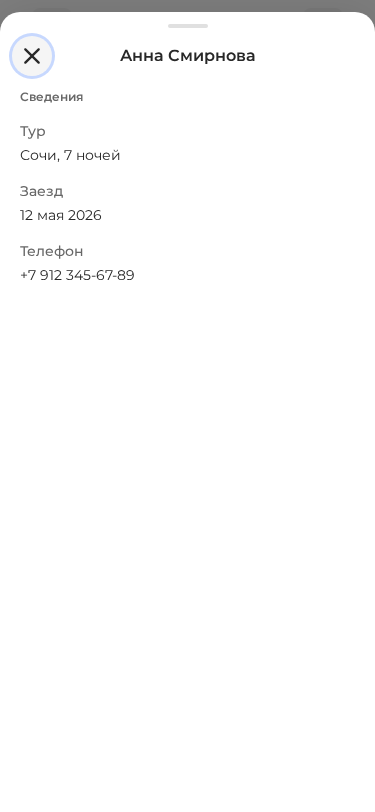 Анна Смирнова
Сведения
Тур
Сочи, 7 ночей
Заезд
12 мая 2026
Телефон
+7 912 345-67-89